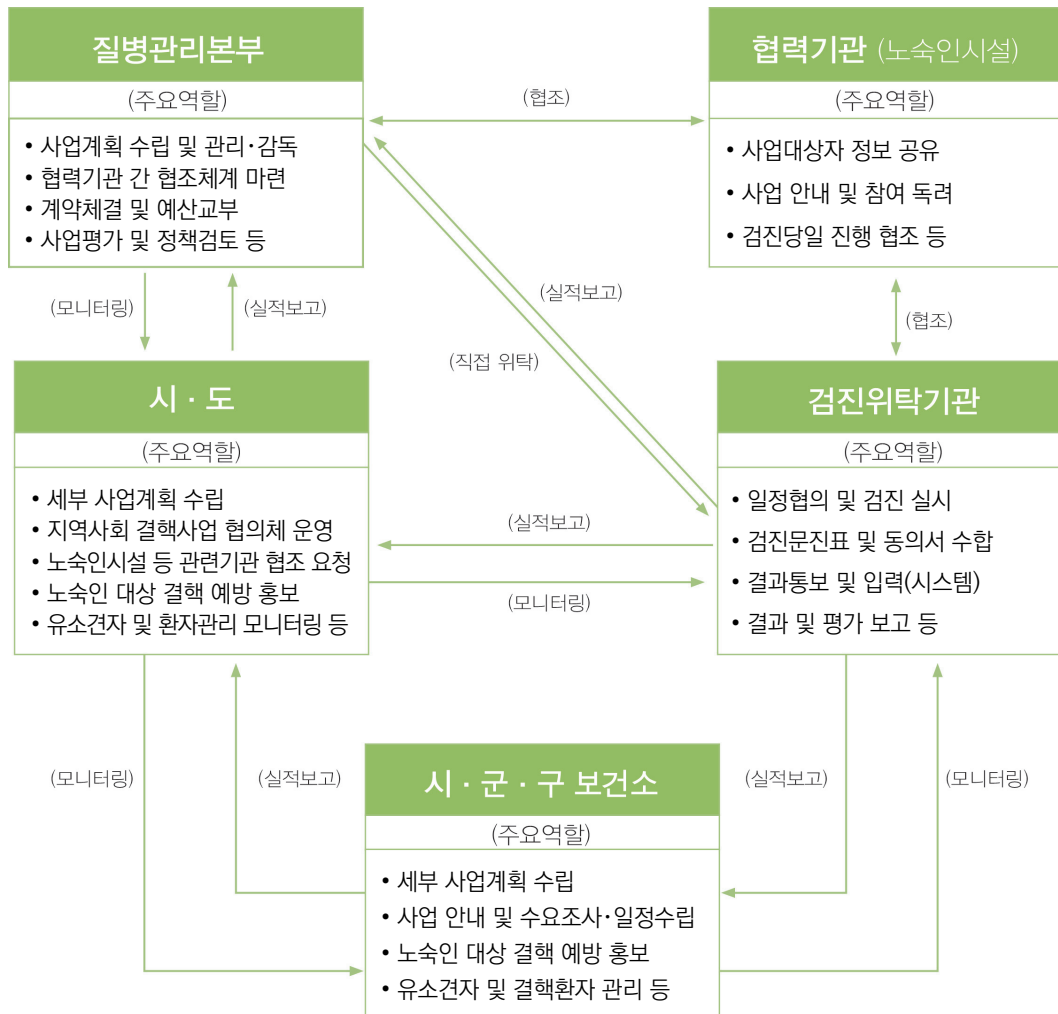 질병관리본부
(주요역할)
• 사업계획 수립 및 관리·감독
• 협력기관 간 협조체계 마련
• 계약체결 및 예산교부
• 사업평가 및 정책검토 등
(협조)
협력기관 (노숙인시설)
(주요역할)
• 사업대상자 정보 공유
• 사업 안내 및 참여 독려
• 검진당일 진행 협조 등
(모니터링)
(실적보고)
(실적보고)
(직접 위탁)
(협조)
시 · 도
(주요역할)
• 세부 사업계획 수립
• 지역사회 결핵사업 협의체 운영
• 노숙인시설 등 관련기관 협조 요청
• 노숙인 대상 결핵 예방 홍보
• 유소견자 및 환자관리 모니터링 등
(실적보고)
(모니터링)
검진위탁기관
(주요역할)
• 일정협의 및 검진 실시
• 검진문진표 및 동의서 수합
• 결과통보 및 입력(시스템)
• 결과 및 평가 보고 등
(모니터링)
(실적보고)
시 · 군 · 구 보건소
(주요역할)
• 세부 사업계획 수립
• 사업 안내 및 수요조사·일정수립
• 노숙인 대상 결핵 예방 홍보
• 유소견자 및 결핵환자 관리 등
(실적보고)
(모니터링)